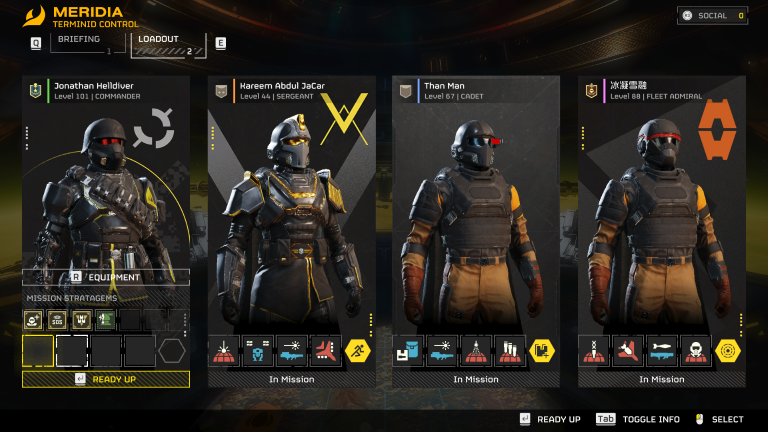 MERIDIA
TERMINID CONTROL
SOCIAL 0
Q BRIEFING 1 LOADOUT 2 E
Jonathan Helldiver
Level 101 | COMMANDER
Kareem Abdul JaCar
Level 44 | SERGEANT
Than Man
Level 67 | CADET
冰凝雪融
Level 88 | FLEET ADMIRAL
R / EQUIPMENT
MISSION STRATAGEMS
SOS
READY UP
In Mission
In Mission
In Mission
READY UP Tab TOGGLE INFO SELECT